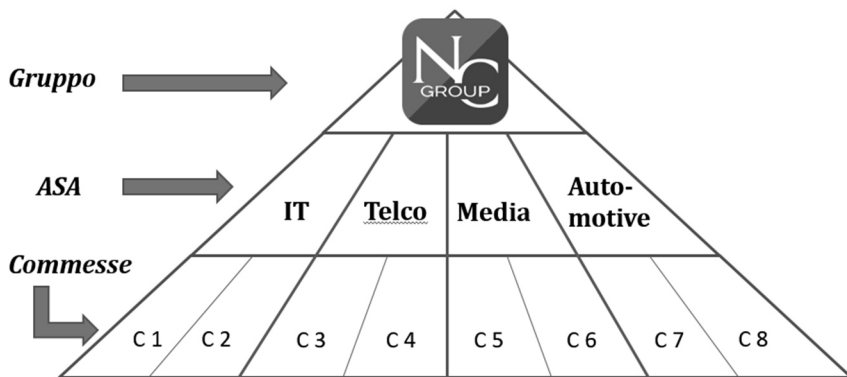 NC
GROUP
Gruppo
ASA
IT
Telco
Media
Auto-
motive
Commesse
C 1
C 2
C 3
C 4
C 5
C 6
C 7
C 8